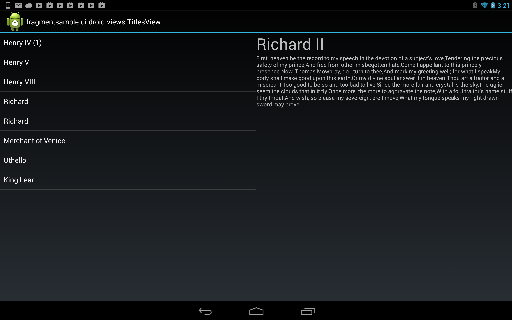 3:21
fragmentsample.ui.droid.views.TitlesView
Henry IV (1)
Henry V
Henry VIII
Richard
Richard
Merchant of Venice
Othello
King Lear
Richard II
First, heaven be the record to my speech! In the devotion of a subject's love, Tendering the precious
safety of my prince, And free from other misbegotten hate, Come I appellant to this princely
presence. Now, Thomas Mowbray, do I turn to thee, And mark my greeting well; for what I speak My
body shall make good upon this earth, Or my divine soul answer it in heaven. Thou art a traitor and a
miscreant, Too good to be so and too bad to live, Since the more fair and crystal is the sky, The uglier
seem the clouds that in it fly. Once more, the more to aggravate the note, With a foul traitor's name stuff
I thy throat; And wish, so please my sovereign, ere I move, What my tongue speaks my right drawn
sword may prove.